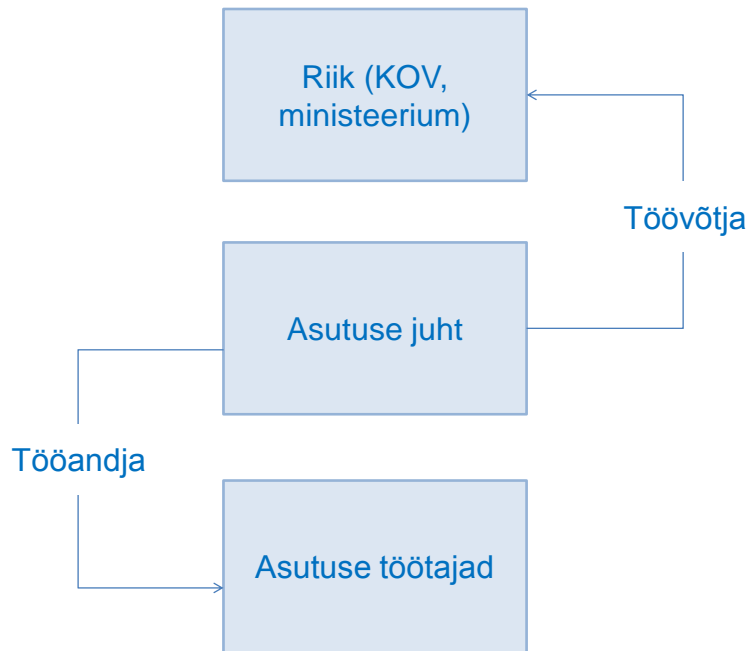 Riik (KOV,
ministeerium)
Töövõtja
Asutuse juht
Tööandja
Asutuse töötajad